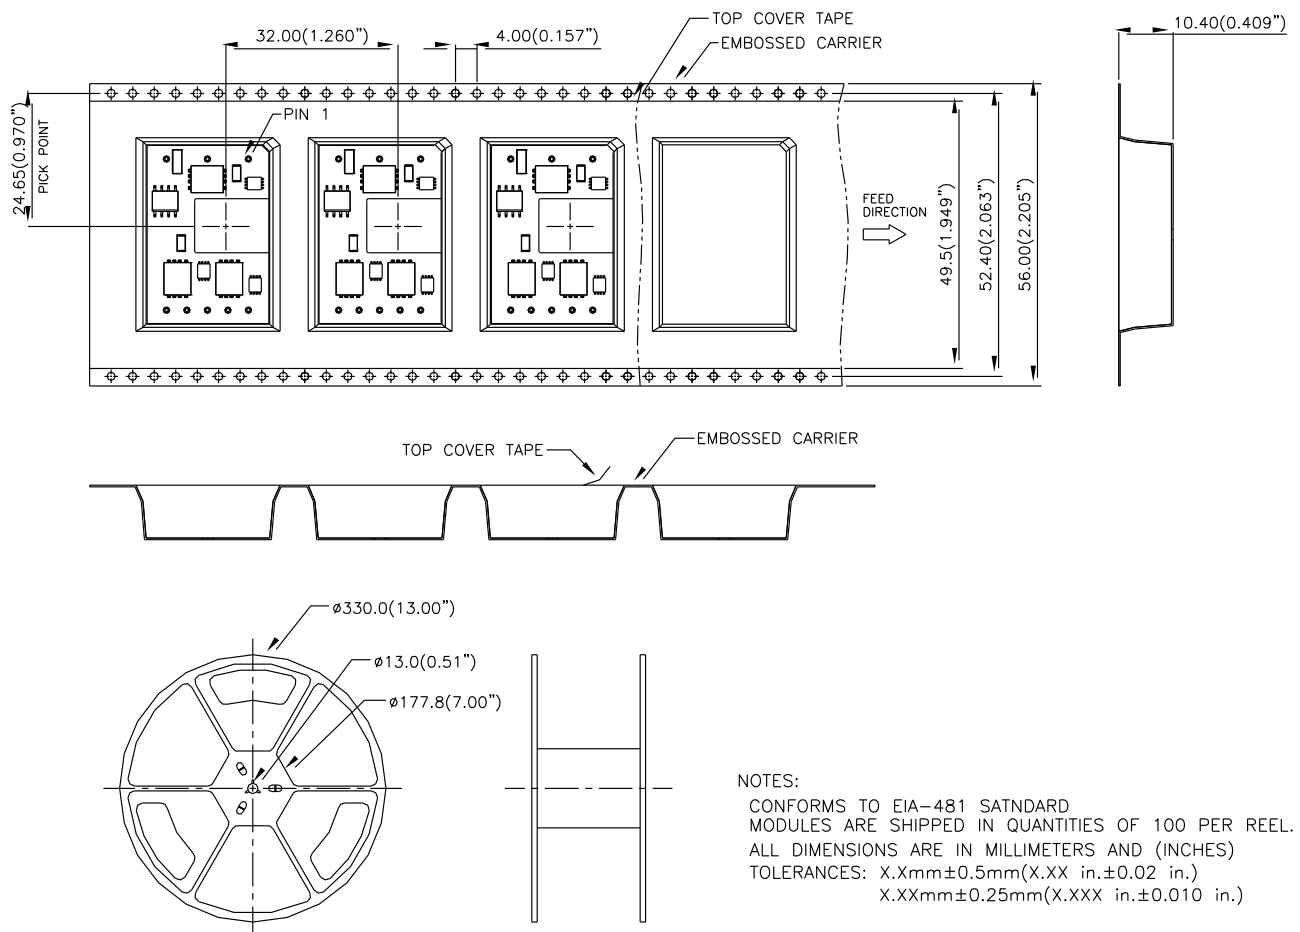 TOP COVER TAPE
EMBOSSED CARRIER
32.00(1.260”)
4.00(0.157”)
10.40(0.409”)
PIN 1
24.65(0.970”)
PICK POINT
FEED
DIRECTION
49.5(1.949”)
52.40(2.063”)
56.00(2.205”)
TOP COVER TAPE
EMBOSSED CARRIER
ø330.0(13.00”)
ø13.0(0.51”)
ø177.8(7.00”)
NOTES:
CONFORMS TO EIA-481 SATNDARD
MODULES ARE SHIPPED IN QUANTITIES OF 100 PER REEL.
ALL DIMENSIONS ARE IN MILLIMETERS AND (INCHES)
TOLERANCES: X.Xmm±0.5mm(X.XX in.±0.02 in.)
X.XXmm±0.25mm(X.XXX in.±0.010 in.)